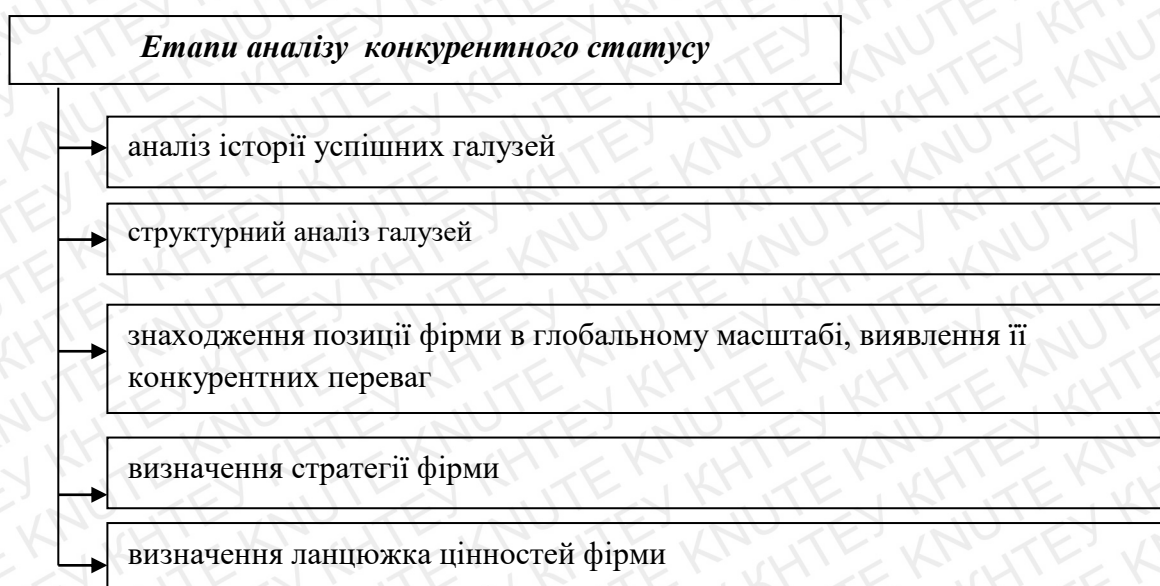 Етапи аналізу конкурентного статусу
аналіз історії успішних галузей
структурний аналіз галузей
знаходження позиції фірми в глобальному масштабі, виявлення її
конкурентних переваг
визначення стратегії фірми
визначення ланцюжка цінностей фірми